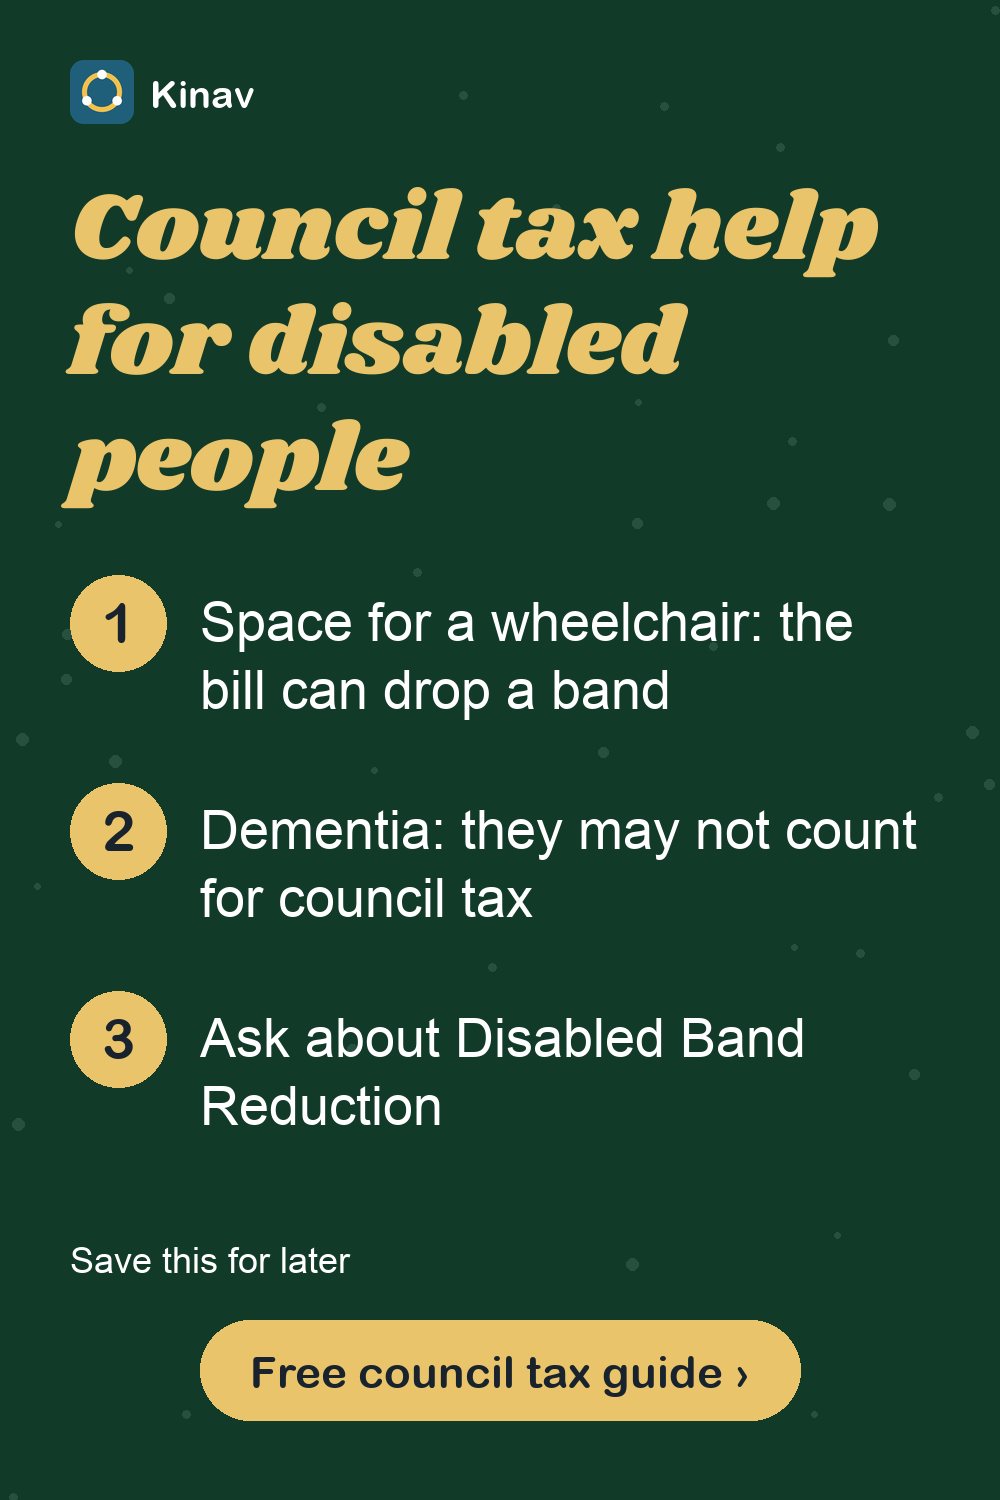 Kinav
Council tax help
for disabled
people
1
Space for a wheelchair: the
bill can drop a band
2
Dementia: they may not count
for council tax
3
Ask about Disabled Band
Reduction
Save this for later
Free council tax guide ›